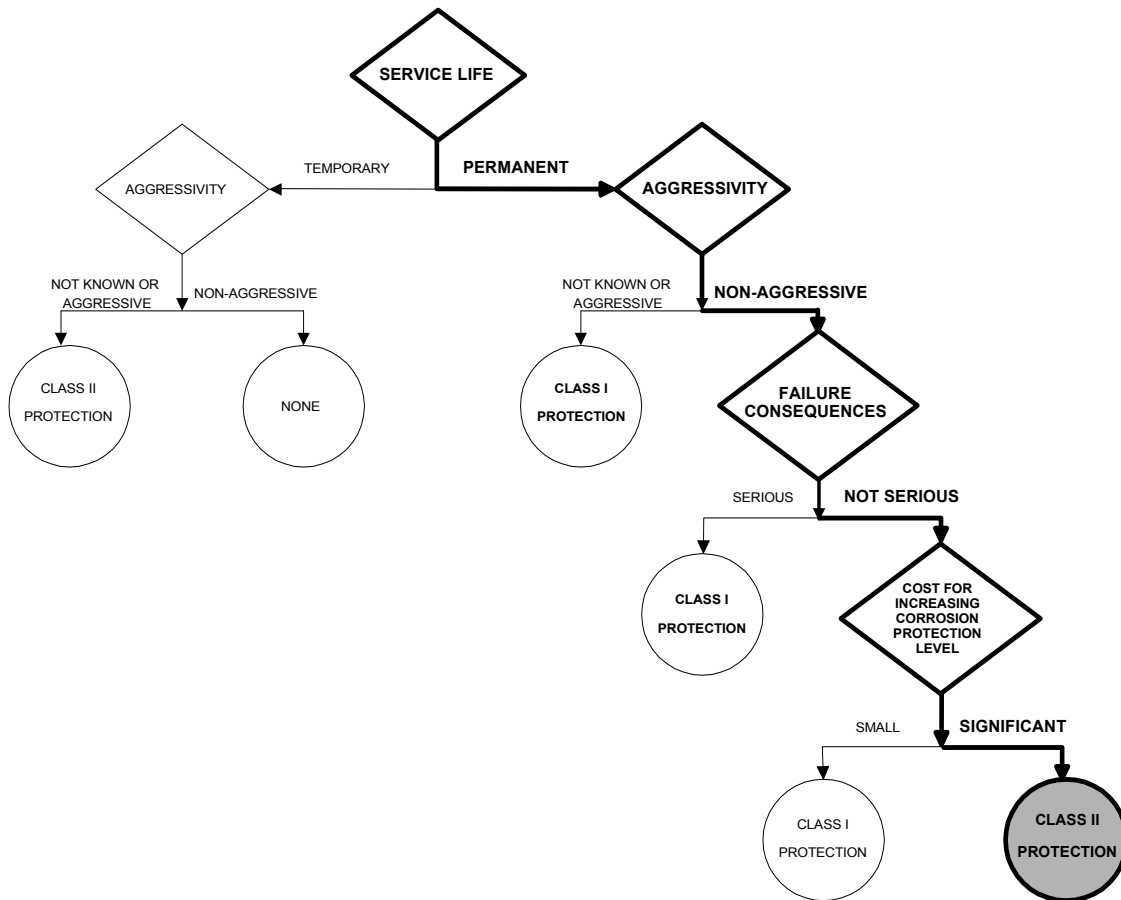 SERVICE LIFE
TEMPORARY
PERMANENT
AGGRESSIVITY
AGGRESSIVITY
NOT KNOWN OR
AGGRESSIVE
NON-AGGRESSIVE
NOT KNOWN OR
AGGRESSIVE
NON-AGGRESSIVE
CLASS II
PROTECTION
NONE
CLASS I
PROTECTION
FAILURE
CONSEQUENCES
SERIOUS
NOT SERIOUS
CLASS I
PROTECTION
COST FOR
INCREASING
CORROSION
PROTECTION
LEVEL
SMALL
SIGNIFICANT
CLASS I
PROTECTION
CLASS II
PROTECTION